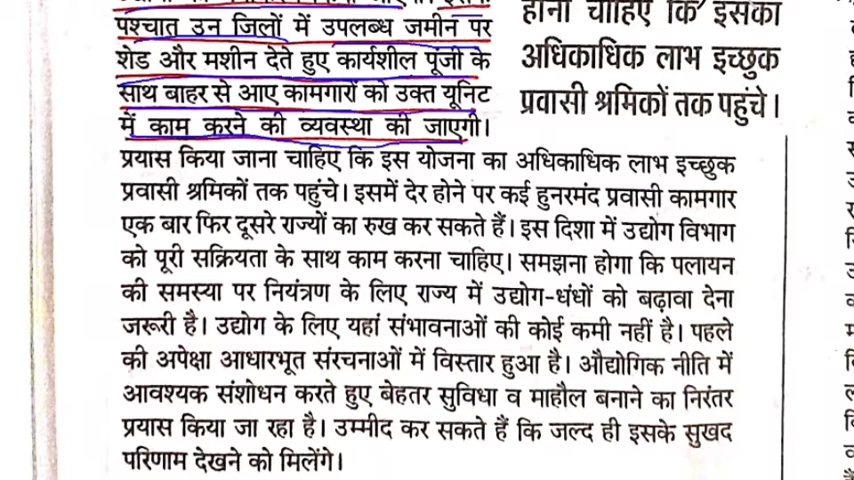 पश्चात उन जिलों में उपलब्ध जमीन पर
शेड और मशीन देते हुए कार्यशील पूंजी के
साथ बाहर से आए कामगारों को उक्त यूनिट
में काम करने की व्यवस्था की जाएगी।
प्रयास किया जाना चाहिए कि इस योजना का अधिकाधिक लाभ इच्छुक
प्रवासी श्रमिकों तक पहुंचे। इसमें देर होने पर कई हुनरमंद प्रवासी कामगार
एक बार फिर दूसरे राज्यों का रुख कर सकते हैं। इस दिशा में उद्योग विभाग
को पूरी सक्रियता के साथ काम करना चाहिए। समझना होगा कि पलायन
की समस्या पर नियंत्रण के लिए राज्य में उद्योग-धंधों को बढ़ावा देना
जरूरी है। उद्योग के लिए यहां संभावनाओं की कोई कमी नहीं है। पहले
की अपेक्षा आधारभूत संरचनाओं में विस्तार हुआ है। औद्योगिक नीति में
आवश्यक संशोधन करते हुए बेहतर सुविधा व माहौल बनाने का निरंतर
प्रयास किया जा रहा है। उम्मीद कर सकते हैं कि जल्द ही इसके सुखद
परिणाम देखने को मिलेंगे।
होना चाहिए कि इसका
अधिकाधिक लाभ इच्छुक
प्रवासी श्रमिकों तक पहुंचे।